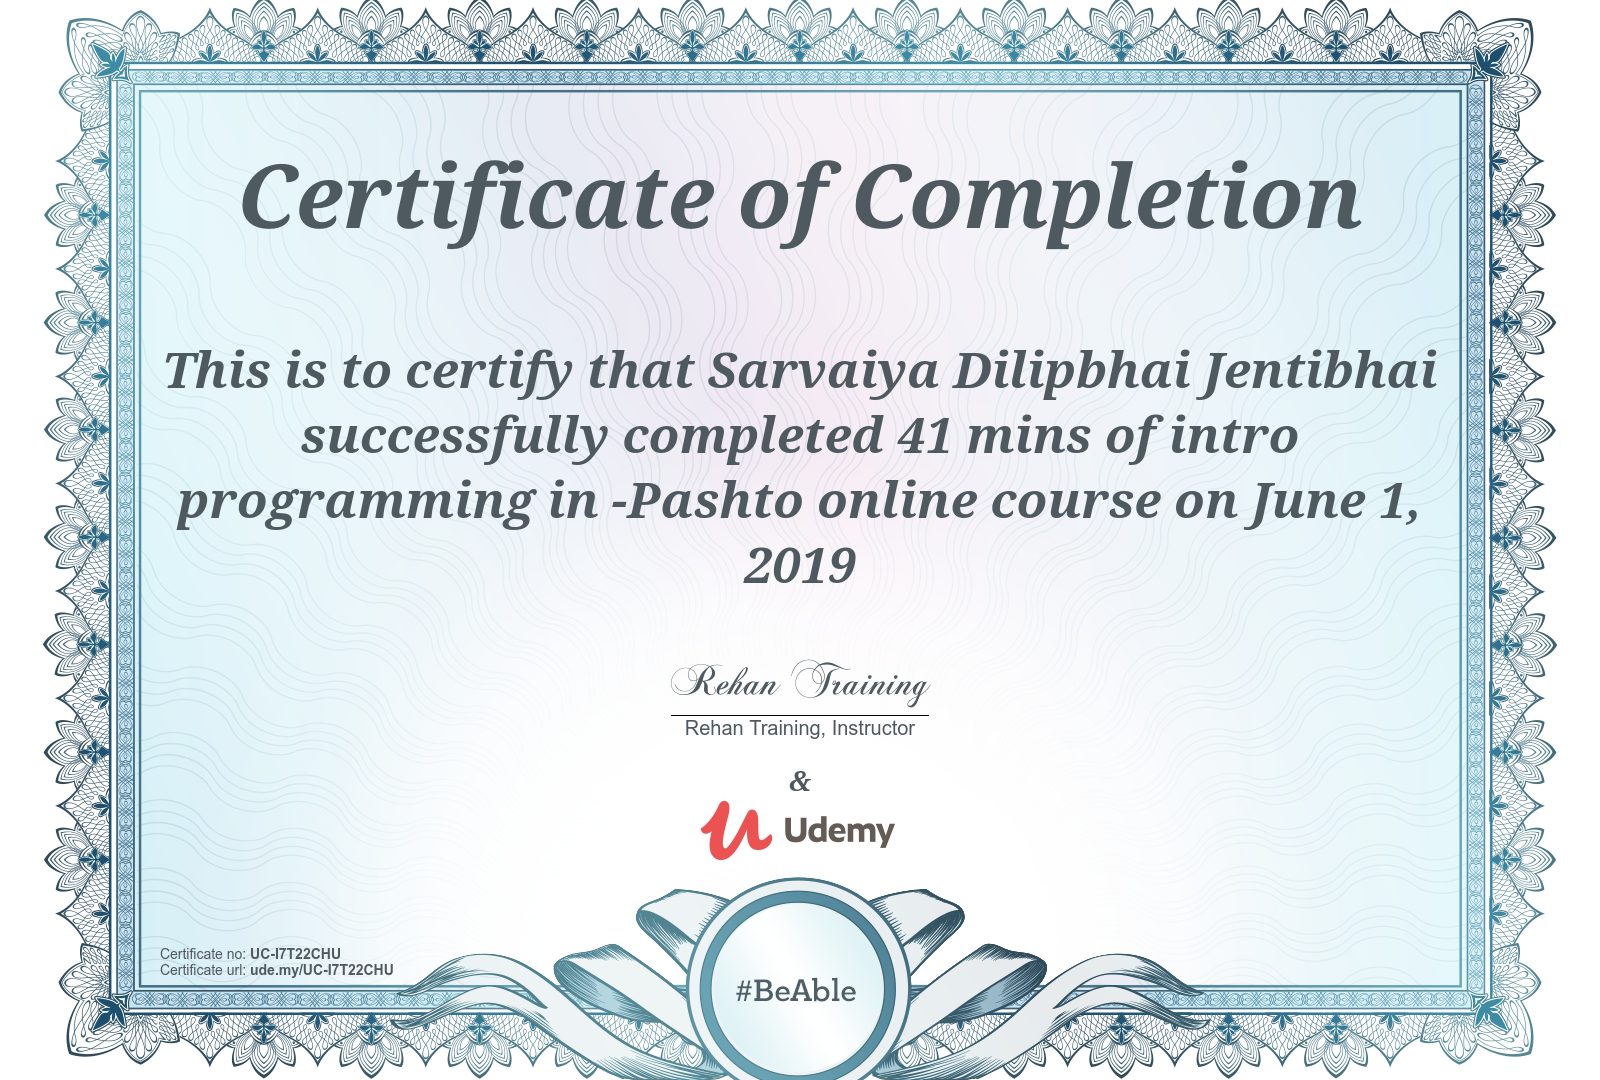 Certificate of Completion
This is to certify that Sarvaiya Dilipbhai Jentibhai
successfully completed 41 mins of intro
programming in -Pashto online course on June 1,
2019
Rehan Training
Rehan Training, Instructor
&
Udemy
Certificate no: UC-I7T22CHU
Certificate url: ude.my/UC-I7T22CHU
#BeAble